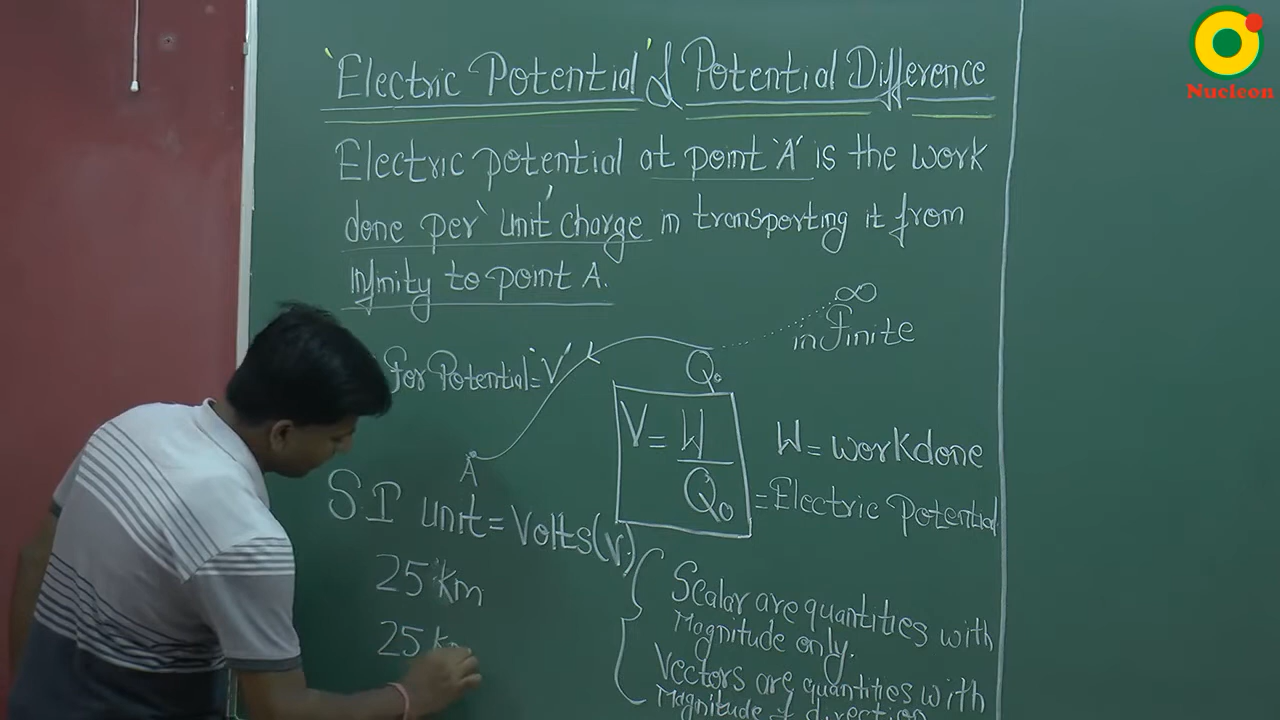 'Electric Potential' & Potential Difference
Electric potential at point 'A' is the work
done per 'unit' charge in transporting it from
Infinity to point A.
∞
infinite
For Potential = 'V'
Q₀
A
V = W/Q₀
W = workdone
= Electric Potential
S.I unit = Volts(V)
25 km
25 km
Scalar are quantities with
Magnitude only.
Vectors are quantities with
Magnitude & direction
Nucleon